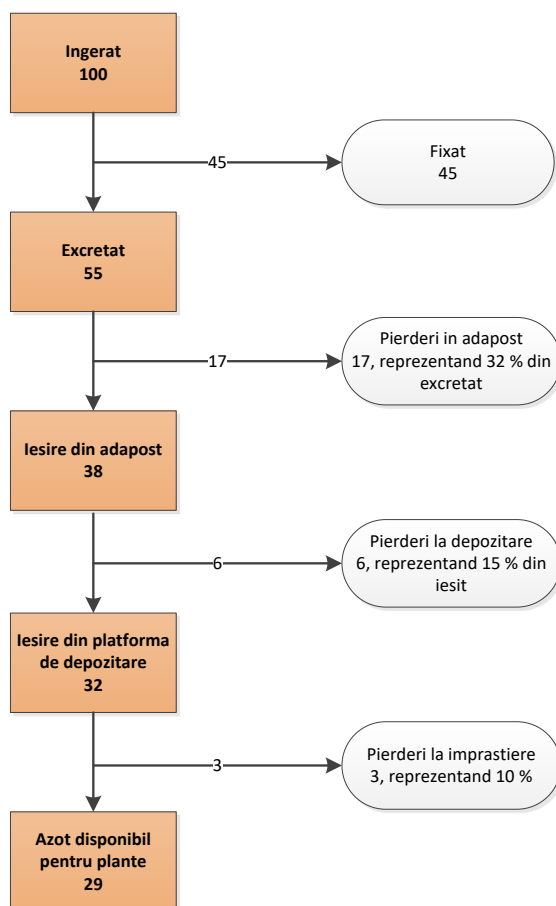 Ingerat
100
45
Fixat
45
Excretat
55
17
Pierderi in adapost
17, reprezentand 32 % din
excretat
Iesire din adapost
38
6
Pierderi la depozitare
6, reprezentand 15 % din
iesit
Iesire din platforma
de depozitare
32
3
Pierderi la imprastiere
3, reprezentand 10 %
Azot disponibil
pentru plante
29